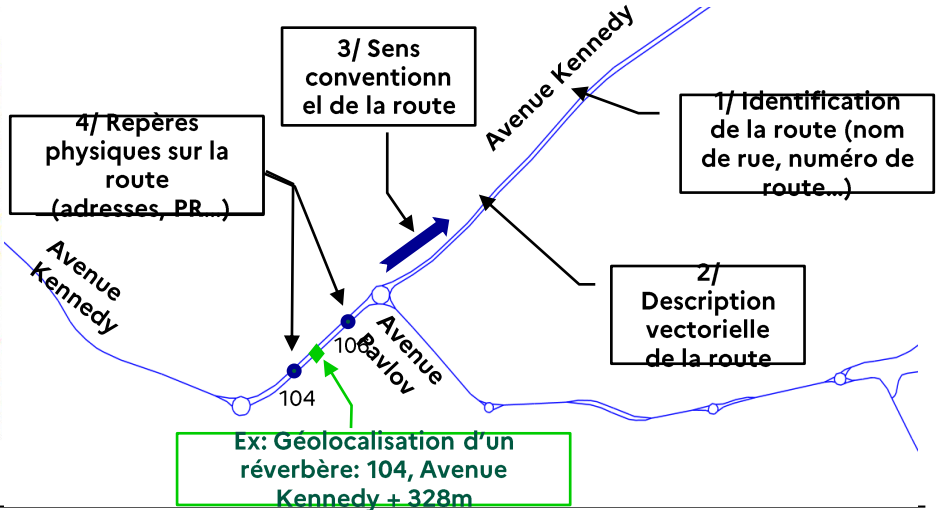 3/ Sens
conventionn
el de la route
Avenue Kennedy
1/ Identification
de la route (nom
de rue, numéro de
route...)
4/ Repères
physiques sur la
route
(adresses, PR...)
Avenue
Kennedy
2/
Description
vectorielle
de la route
106
Avenue
Pavlov
104
Ex: Géolocalisation d'un
réverbère: 104, Avenue
Kennedy + 328m